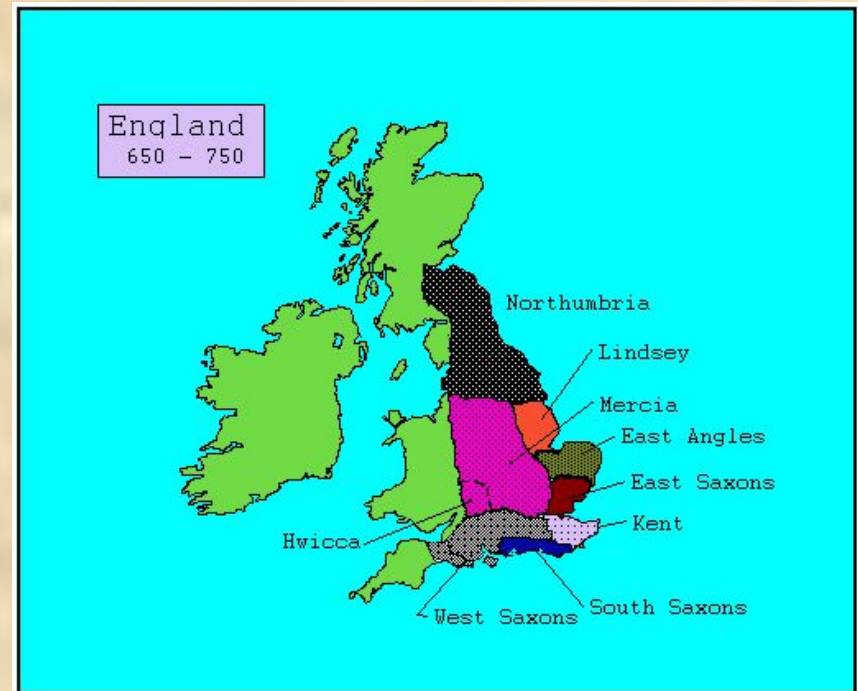 England
650 – 750
Northumbria
Lindsey
Mercia
East Angles
East Saxons
Kent
Hwicca
South Saxons
West Saxons